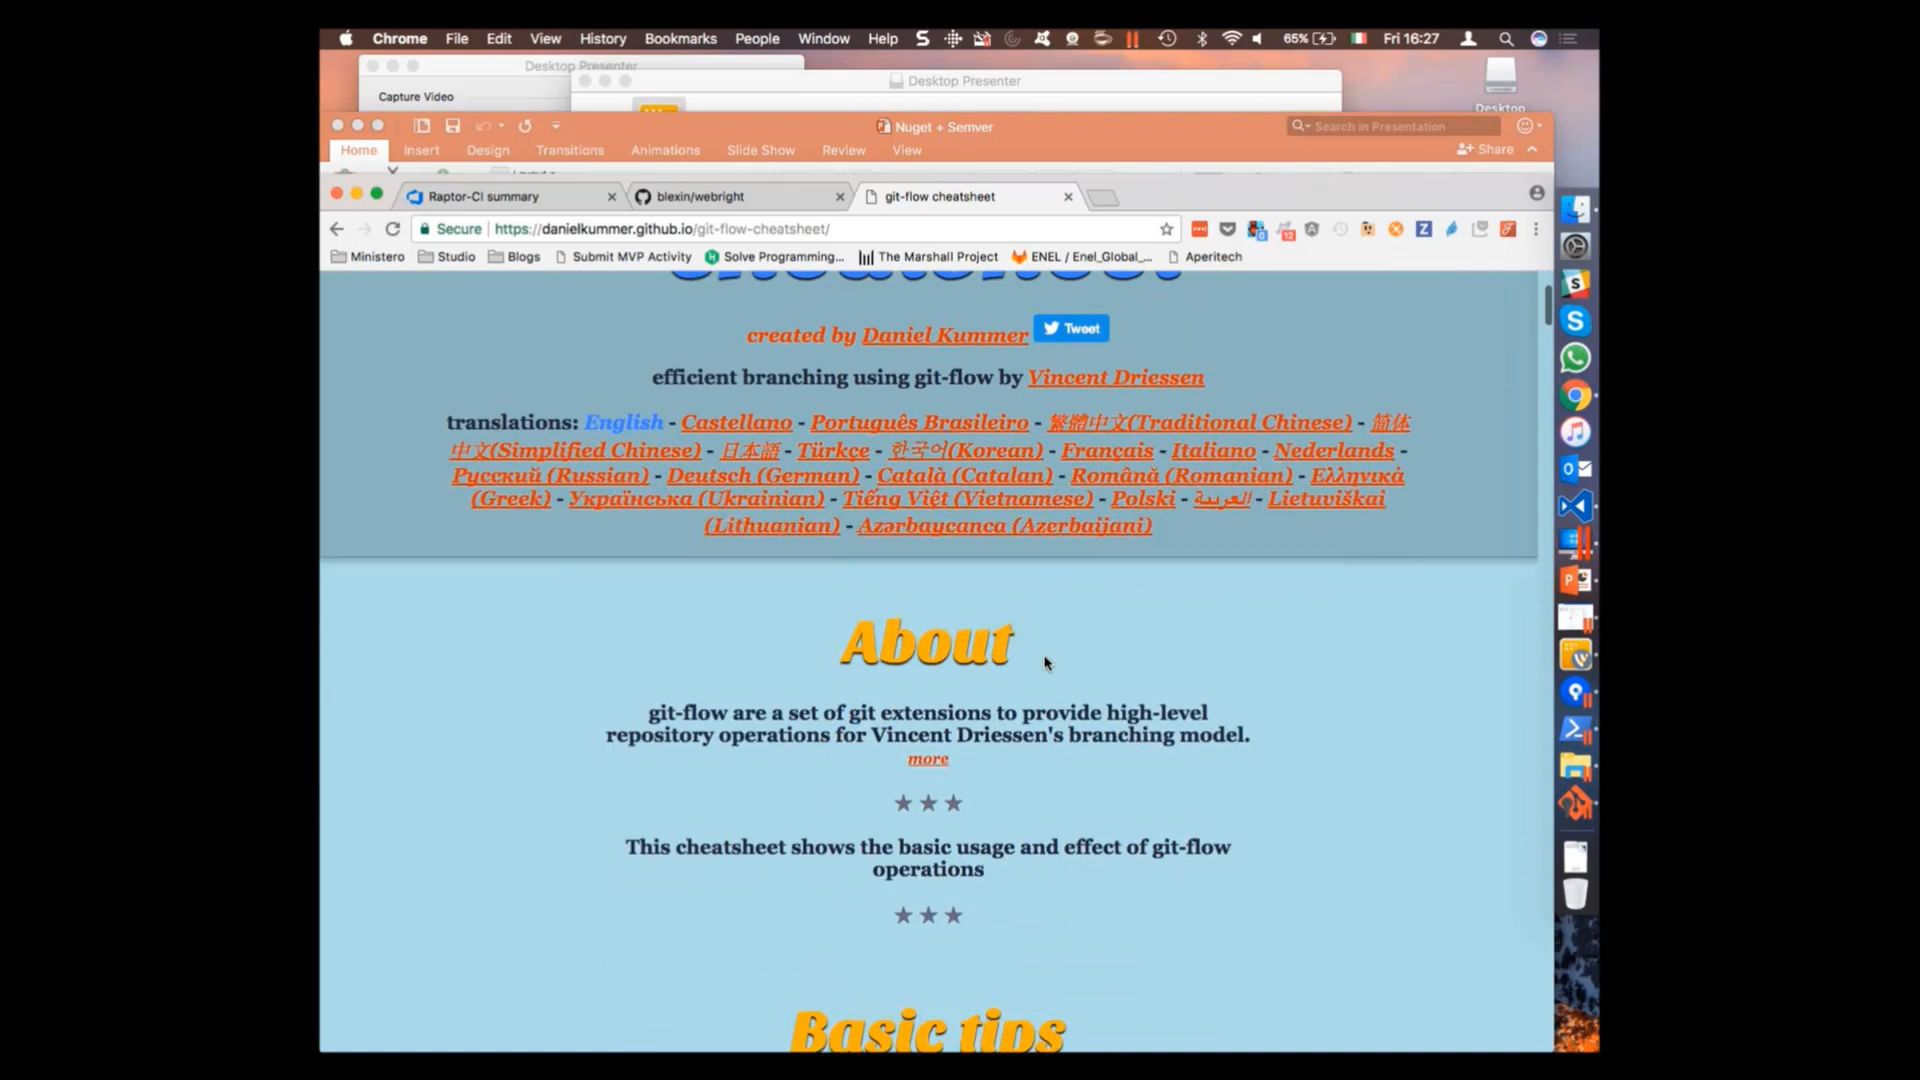 Chrome File Edit View History Bookmarks People Window Help 65% Fri 16:27
Desktop Presenter
Desktop Presenter
Capture Video
Desktop
Nuget + Semver
Search in Presentation
Home Insert Design Transitions Animations Slide Show Review View Share
Raptor-CI summary blexin/webright git-flow cheatsheet
Secure https://danielkummer.github.io/git-flow-cheatsheet/
Ministero Studio Blogs Submit MVP Activity Solve Programming... The Marshall Project ENEL / Enel_Global_... Aperitech
created by Daniel Kummer Tweet
efficient branching using git-flow by Vincent Driessen
translations: English - Castellano - Português Brasileiro - 繁體中文(Traditional Chinese) - 简体
中文(Simplified Chinese) - 日本語 - Türkçe - 한국어(Korean) - Français - Italiano - Nederlands -
Русский (Russian) - Deutsch (German) - Català (Catalan) - Română (Romanian) - Ελληνικά
(Greek) - Українська (Ukrainian) - Tiếng Việt (Vietnamese) - Polski - العربية - Lietuviškai
(Lithuanian) - Azərbaycanca (Azerbaijani)
About
git-flow are a set of git extensions to provide high-level
repository operations for Vincent Driessen's branching model.
more
★ ★ ★
This cheatsheet shows the basic usage and effect of git-flow
operations
★ ★ ★
Basic tips